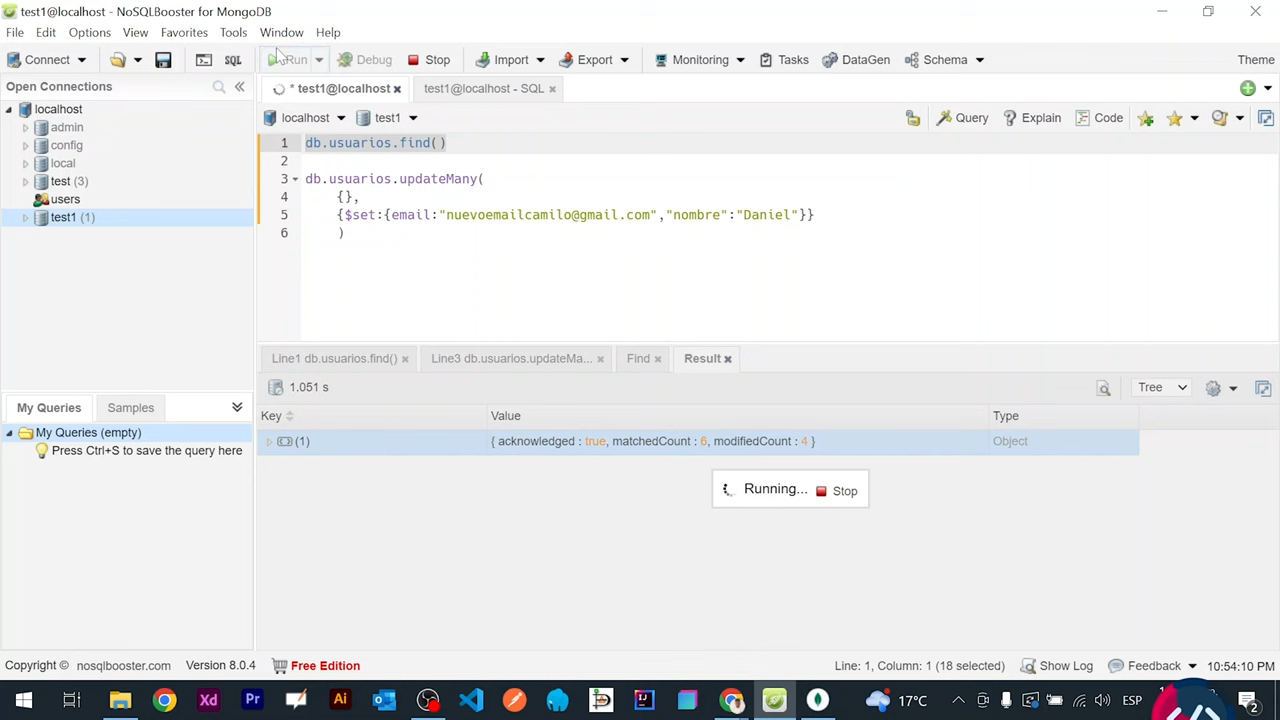 test1@localhost - NoSQLBooster for MongoDB
File Edit Options View Favorites Tools Window Help
Connect SQL Run Debug Stop Import Export Monitoring Tasks DataGen Schema Theme
Open Connections
* test1@localhost test1@localhost - SQL
localhost
admin
config
local
test (3)
users
test1 (1)
localhost test1 Query Explain Code
1 db.usuarios.find()
2
3 db.usuarios.updateMany(
4 {},
5 {$set:{email:"nuevoemailcamilo@gmail.com","nombre":"Daniel"}}
6 )
Line1 db.usuarios.find() Line3 db.usuarios.updateMa... Find Result
1.051 s Tree
Key Value Type
(1) { acknowledged : true, matchedCount : 6, modifiedCount : 4 } Object
Running... Stop
My Queries Samples
My Queries (empty)
Press Ctrl+S to save the query here
Copyright © nosqlbooster.com Version 8.0.4 Free Edition Line: 1, Column: 1 (18 selected) Show Log Feedback 10:54:10 PM
Xd Pr Ai 17°C ESP 2